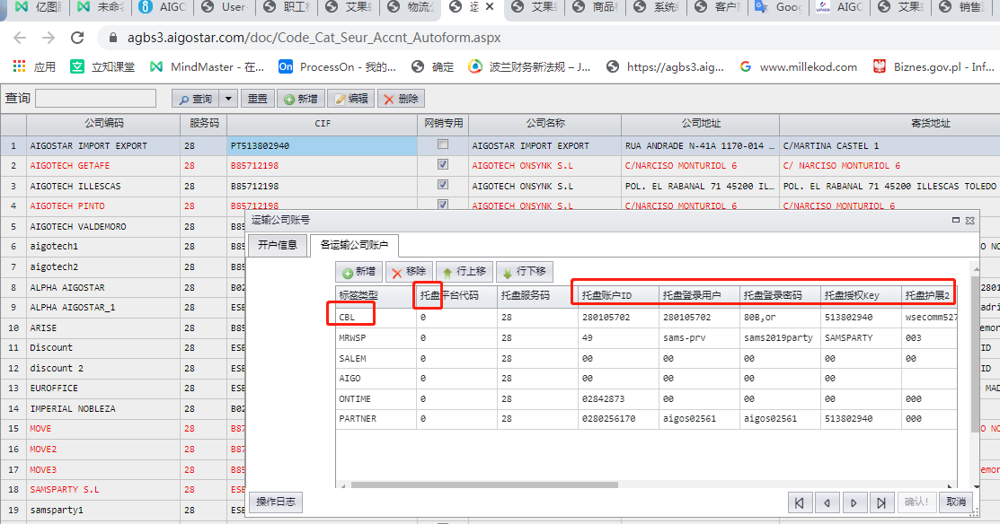 亿图 未命名 AIGO User- 职工相 艾果 物流么 运 艾果 商品相 系统 客户 Goog AIGC 艾果 销售
agbs3.aigostar.com/doc/Code_Cat_Seur_Accnt_Autoform.aspx
应用 立知课堂 MindMaster - 在... ProcessOn - 我的... 确定 波兰财务新法规 – J... https://agbs3.aig... www.millekod.com Biznes.gov.pl - Inf...
查询 查询 重置 新增 编辑 删除
公司编码 服务码 CIF 网销专用 公司名称 公司地址 寄货地址
1 AIGOSTAR IMPORT EXPORT 28 PT513802940 AIGOSTAR IMPORT EXPORT RUA ANDRADE N-41A 1170-014 … C/MARTINA CASTEL 1
2 AIGOTECH GETAFE 28 B85712198 AIGOTECH ONSYNK S.L C/NARCISO MONTURIOL 6 C/ NARCISO MONTURIOL 6
3 AIGOTECH ILLESCAS 28 B85712198 AIGOTECH ONSYNK S.L POL. EL RABANAL 71 45200 IL… POL. EL RABANAL 71 45200 ILLESCAS TOLEDO
4 AIGOTECH PINTO 28 B85712198 AIGOTECH ONSYNK S.L C/NARCISO MONTURIOL 6 C/NARCISO MONTURIOL 6
5 AIGOTECH VALDEMORO 28 B85
6 aigotech1 28 B85
7 aigotech2 28 B85
8 ALPHA AIGOSTAR 28 B02
9 ALPHA AIGOSTAR_1 28 ESB
10 ARISE 28 B85
11 Discount 28 ESB
12 discount 2 28 ESB
13 EUROFFICE 28 ESB
14 IMPERIAL NOBLEZA 28 B02
15 MOVE 28 B87
16 MOVE2 28 B87
17 MOVE3 28 B85
18 SAMSPARTY S.L 28 ESB
19 samsparty1 28 ESB
运输公司账号
开户信息 各运输公司账户
新增 移除 行上移 行下移
标签类型 托盘平台代码 托盘服务码 托盘账户ID 托盘登录用户 托盘登录密码 托盘授权Key 托盘护展2
CBL 0 28 280105702 280105702 80B,or 513802940 wsecomm527
MRWSP 0 28 49 sams-prv sams2019party SAMSPARTY 003
SALEM 0 28 00 00 00 00 00
AIGO 0 28 00 00 00 00
ONTIME 0 28 02842873 00 00 00 000
PARTNER 0 28 0280256170 aigos02561 aigos02561 513802940 000
操作日志 确认! 取消